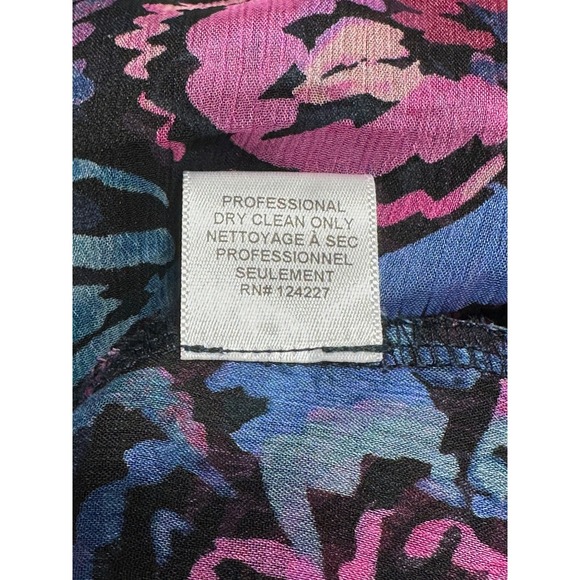 PROFESSIONAL
DRY CLEAN ONLY
NETTOYAGE À SEC
PROFESSIONNEL
SEULEMENT
RN# 124227